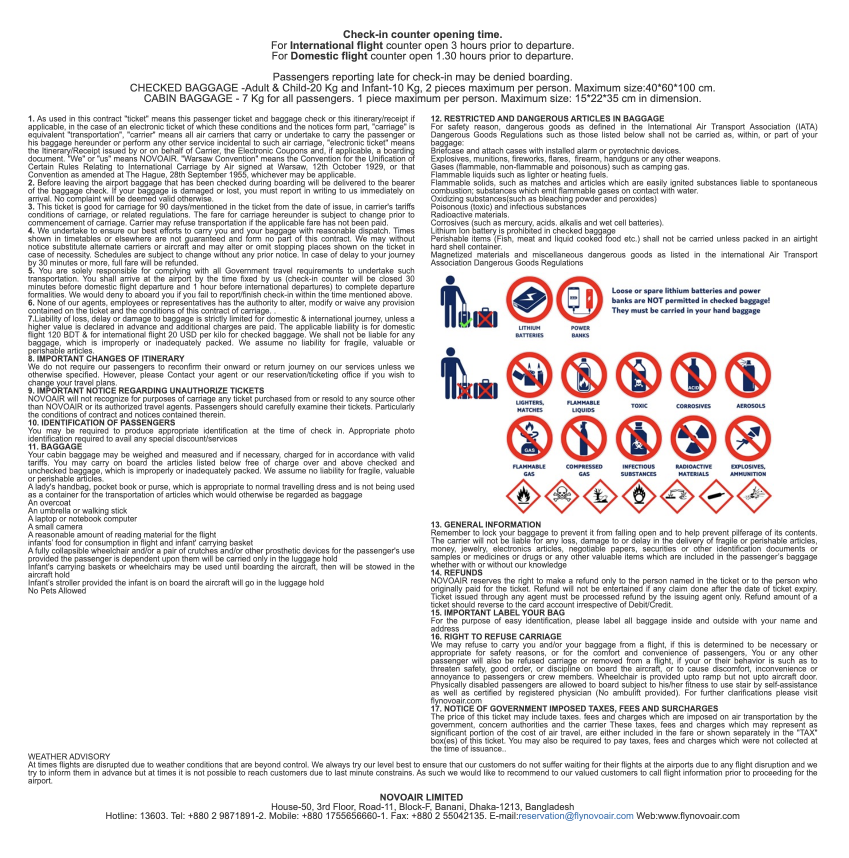 Check-in counter opening time.
For International flight counter open 3 hours prior to departure.
For Domestic flight counter open 1.30 hours prior to departure.
Passengers reporting late for check-in may be denied boarding.
CHECKED BAGGAGE -Adult & Child-20 Kg and Infant-10 Kg, 2 pieces maximum per person. Maximum size:40*60*100 cm.
CABIN BAGGAGE - 7 Kg for all passengers. 1 piece maximum per person. Maximum size: 15*22*35 cm in dimension.
1. As used in this contract "ticket" means this passenger ticket and baggage check or this itinerary/receipt if
applicable, in the case of an electronic ticket of which these conditions and the notices form part, "carriage" is
equivalent "transportation", "carrier" means all air carriers that carry or undertake to carry the passenger or
his baggage hereunder or perform any other service incidental to such air carriage, "electronic ticket" means
the Itinerary/Receipt issued by or on behalf of Carrier, the Electronic Coupons and, if applicable, a boarding
document. "We" or "us" means NOVOAIR. "Warsaw Convention" means the Convention for the Unification of
Certain Rules Relating to International Carriage by Air signed at Warsaw, 12th October 1929, or that
Convention as amended at The Hague, 28th September 1955, whichever may be applicable.
2. Before leaving the airport baggage that has been checked during boarding will be delivered to the bearer
of the baggage check. If your baggage is damaged or lost, you must report in writing to us immediately on
arrival. No complaint will be deemed valid otherwise.
3. This ticket is good for carriage for 90 days/mentioned in the ticket from the date of issue, in carrier's tariffs
conditions of carriage, or related regulations. The fare for carriage hereunder is subject to change prior to
commencement of carriage. Carrier may refuse transportation if the applicable fare has not been paid.
4. We undertake to ensure our best efforts to carry you and your baggage with reasonable dispatch. Times
shown in timetables or elsewhere are not guaranteed and form no part of this contract. We may without
notice substitute alternate carriers or aircraft and may alter or omit stopping places shown on the ticket in
case of necessity. Schedules are subject to change without any prior notice. In case of delay to your journey
by 30 minutes or more, full fare will be refunded.
5. You are solely responsible for complying with all Government travel requirements to undertake such
transportation. You shall arrive at the airport by the time fixed by us (check-in counter will be closed 30
minutes before domestic flight departure and 1 hour before international departures) to complete departure
formalities. We would deny to aboard you if you fail to report/finish check-in within the time mentioned above.
6. None of our agents, employees or representatives has the authority to alter, modify or waive any provision
contained on the ticket and the conditions of this contract of carriage. .
7.Liability of loss, delay or damage to baggage is strictly limited for domestic & international journey, unless a
higher value is declared in advance and additional charges are paid. The applicable liability is for domestic
flight 120 BDT & for international flight 20 USD per kilo for checked baggage. We shall not be liable for any
baggage, which is improperly or inadequately packed. We assume no liability for fragile, valuable or
perishable articles.
8. IMPORTANT CHANGES OF ITINERARY
We do not require our passengers to reconfirm their onward or return journey on our services unless we
otherwise specified. However, please Contact your agent or our reservation/ticketing office if you wish to
change your travel plans.
9. IMPORTANT NOTICE REGARDING UNAUTHORIZE TICKETS
NOVOAIR will not recognize for purposes of carriage any ticket purchased from or resold to any source other
than NOVOAIR or its authorized travel agents. Passengers should carefully examine their tickets. Particularly
the conditions of contract and notices contained therein.
10. IDENTIFICATION OF PASSENGERS
You may be required to produce appropriate identification at the time of check in. Appropriate photo
identification required to avail any special discount/services
11. BAGGAGE
Your cabin baggage may be weighed and measured and if necessary, charged for in accordance with valid
tariffs. You may carry on board the articles listed below free of charge over and above checked and
unchecked baggage, which is improperly or inadequately packed. We assume no liability for fragile, valuable
or perishable articles.
A lady's handbag, pocket book or purse, which is appropriate to normal travelling dress and is not being used
as a container for the transportation of articles which would otherwise be regarded as baggage
An overcoat
An umbrella or walking stick
A laptop or notebook computer
A small camera
A reasonable amount of reading material for the flight
infants' food for consumption in flight and infant' carrying basket
A fully collapsible wheelchair and/or a pair of crutches and/or other prosthetic devices for the passenger's use
provided the passenger is dependent upon them will be carried only in the luggage hold
Infant's carrying baskets or wheelchairs may be used until boarding the aircraft, then will be stowed in the
aircraft hold
Infant's stroller provided the infant is on board the aircraft will go in the luggage hold
No Pets Allowed
12. RESTRICTED AND DANGEROUS ARTICLES IN BAGGAGE
For safety reason, dangerous goods as defined in the International Air Transport Association (IATA)
Dangerous Goods Regulations such as those listed below shall not be carried as, within, or part of your
baggage:
Briefcase and attach cases with installed alarm or pyrotechnic devices.
Explosives, munitions, fireworks, flares, firearm, handguns or any other weapons.
Gases (flammable, non-flammable and poisonous) such as camping gas.
Flammable liquids such as lighter or heating fuels.
Flammable solids, such as matches and articles which are easily ignited substances liable to spontaneous
combustion; substances which emit flammable gases on contact with water.
Oxidizing substances(such as bleaching powder and peroxides)
Poisonous (toxic) and infectious substances
Radioactive materials.
Corrosives (such as mercury, acids. alkalis and wet cell batteries).
Lithium Ion battery is prohibited in checked baggage
Perishable items (Fish, meat and liquid cooked food etc.) shall not be carried unless packed in an airtight
hard shell container.
Magnetized materials and miscellaneous dangerous goods as listed in the international Air Transport
Association Dangerous Goods Regulations
Loose or spare lithium batteries and power
banks are NOT permitted in checked baggage!
They must be carried in your hand baggage
LITHIUM
BATTERIES
POWER
BANKS
ACID
LIGHTERS,
MATCHES
FLAMMABLE
LIQUIDS
TOXIC
CORROSIVES
AEROSOLS
GAS
FLAMMABLE
GAS
COMPRESSED
GAS
INFECTIOUS
SUBSTANCES
RADIOACTIVE
MATERIALS
EXPLOSIVES,
AMMUNITION
13. GENERAL INFORMATION
Remember to lock your baggage to prevent it from falling open and to help prevent pilferage of its contents.
The carrier will not be liable for any loss, damage to or delay in the delivery of fragile or perishable articles,
money, jewelry, electronics articles, negotiable papers, securities or other identification documents or
samples or medicines or drugs or any other valuable items which are included in the passenger's baggage
whether with or without our knowledge
14. REFUNDS
NOVOAIR reserves the right to make a refund only to the person named in the ticket or to the person who
originally paid for the ticket. Refund will not be entertained if any claim done after the date of ticket expiry.
Ticket issued through any agent must be processed refund by the issuing agent only. Refund amount of a
ticket should reverse to the card account irrespective of Debit/Credit.
15. IMPORTANT LABEL YOUR BAG
For the purpose of easy identification, please label all baggage inside and outside with your name and
address
16. RIGHT TO REFUSE CARRIAGE
We may refuse to carry you and/or your baggage from a flight, if this is determined to be necessary or
appropriate for safety reasons, or for the comfort and convenience of passengers, You or any other
passenger will also be refused carriage or removed from a flight, if your or their behavior is such as to
threaten safety, good order, or discipline on board the aircraft, or to cause discomfort, inconvenience or
annoyance to passengers or crew members. Wheelchair is provided upto ramp but not upto aircraft door.
Physically disabled passengers are allowed to board subject to his/her fitness to use stair by self-assistance
as well as certified by registered physician (No ambulift provided). For further clarifications please visit
flynovoair.com
17. NOTICE OF GOVERNMENT IMPOSED TAXES, FEES AND SURCHARGES
The price of this ticket may include taxes. fees and charges which are imposed on air transportation by the
government, concern authorities and the carrier These taxes, fees and charges which may represent as
significant portion of the cost of air travel, are either included in the fare or shown separately in the "TAX"
box(es) of this ticket. You may also be required to pay taxes, fees and charges which were not collected at
the time of issuance..
WEATHER ADVISORY
At times flights are disrupted due to weather conditions that are beyond control. We always try our level best to ensure that our customers do not suffer waiting for their flights at the airports due to any flight disruption and we
try to inform them in advance but at times it is not possible to reach customers due to last minute constrains. As such we would like to recommend to our valued customers to call flight information prior to proceeding for the
airport.
NOVOAIR LIMITED
House-50, 3rd Floor, Road-11, Block-F, Banani, Dhaka-1213, Bangladesh
Hotline: 13603. Tel: +880 2 9871891-2. Mobile: +880 1755656660-1. Fax: +880 2 55042135. E-mail:reservation@flynovoair.com Web:www.flynovoair.com